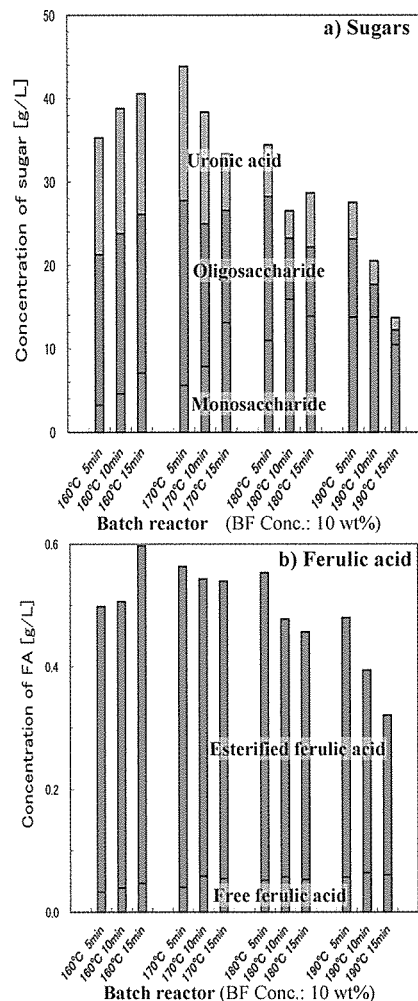 a) Sugars
50
40
30
20
10
0
Concentration of sugar [g/L]
Uronic acid
Oligosaccharide
Monosaccharide
160℃ 5min
160℃ 10min
160℃ 15min
170℃ 5min
170℃ 10min
170℃ 15min
180℃ 5min
180℃ 10min
180℃ 15min
190℃ 5min
190℃ 10min
190℃ 15min
Batch reactor (BF Conc.: 10 wt%)
b) Ferulic acid
0.6
0.4
0.2
0.0
Concentration of FA [g/L]
Esterified ferulic acid
Free ferulic acid
160℃ 5min
160℃ 10min
160℃ 15min
170℃ 5min
170℃ 10min
170℃ 15min
180℃ 5min
180℃ 10min
180℃ 15min
190℃ 5min
190℃ 10min
190℃ 15min
Batch reactor (BF Conc.: 10 wt%)